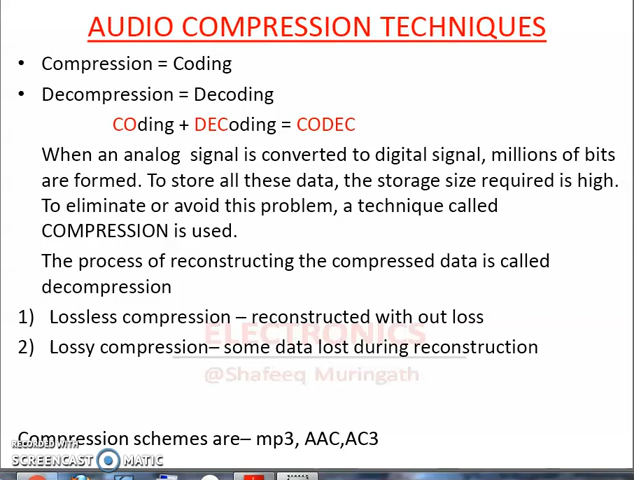 AUDIO COMPRESSION TECHNIQUES
• Compression = Coding
• Decompression = Decoding
COding + DECoding = CODEC
When an analog signal is converted to digital signal, millions of bits
are formed. To store all these data, the storage size required is high.
To eliminate or avoid this problem, a technique called
COMPRESSION is used.
The process of reconstructing the compressed data is called
decompression
1) Lossless compression – reconstructed with out loss
ELECTRONICS
2) Lossy compression– some data lost during reconstruction
@Shafeeq Muringath
Compression schemes are– mp3, AAC,AC3
RECORDED WITH
SCREENCAST MATIC